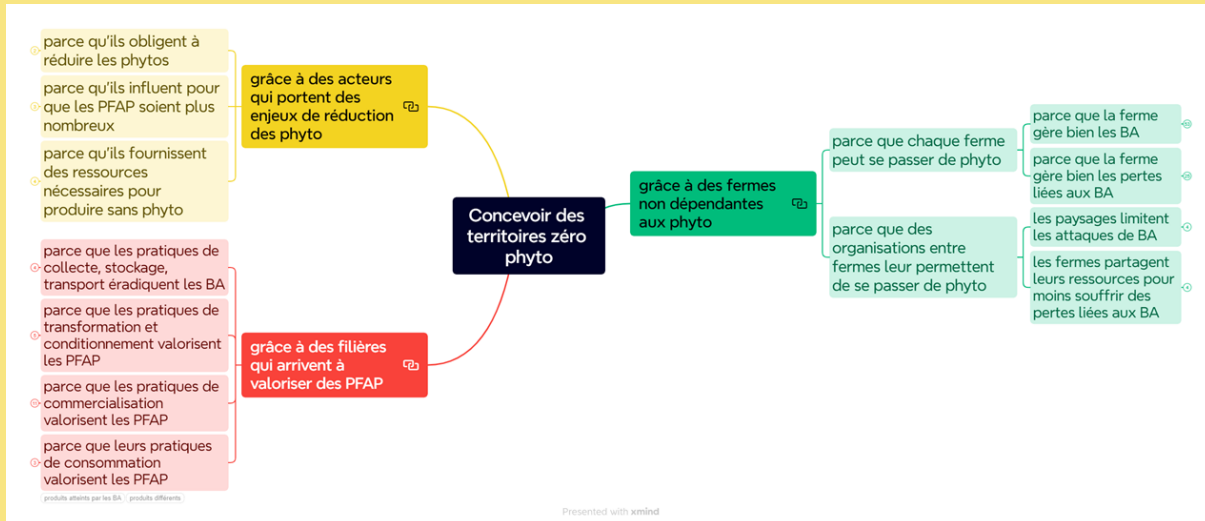 parce qu'ils obligent à
réduire les phytos
parce qu'ils influent pour
que les PFAP soient plus
nombreux
parce qu'ils fournissent
des ressources
nécessaires pour
produire sans phyto
grâce à des acteurs
qui portent des
enjeux de réduction
des phyto
parce que les pratiques de
collecte, stockage,
transport éradiquent les BA
parce que les pratiques de
transformation et
conditionnement valorisent
les PFAP
parce que les pratiques de
commercialisation
valorisent les PFAP
parce que leurs pratiques
de consommation
valorisent les PFAP
produits atteints par les BA
produits différents
grâce à des filières
qui arrivent à
valoriser des PFAP
Concevoir des
territoires zéro
phyto
grâce à des fermes
non dépendantes
aux phyto
parce que chaque ferme
peut se passer de phyto
parce que la ferme
gère bien les BA
parce que la ferme
gère bien les pertes
liées aux BA
parce que des
organisations entre
fermes leur permettent
de se passer de phyto
les paysages limitent
les attaques de BA
les fermes partagent
leurs ressources pour
moins souffrir des
pertes liées aux BA
Presented with xmind